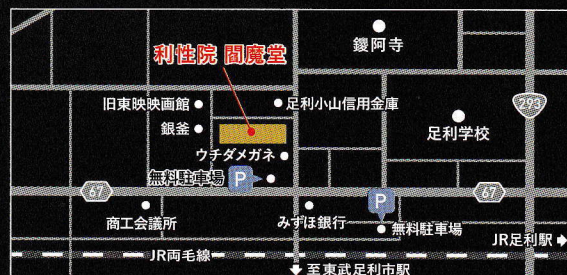 鑁阿寺
利性院 閻魔堂
293
旧東映映画館
足利小山信用金庫
銀釜
足利学校
ウチダメガネ
無料駐車場
P
67
P
67
商工会議所
みずほ銀行
無料駐車場
JR足利駅
JR両毛線
至東武足利市駅